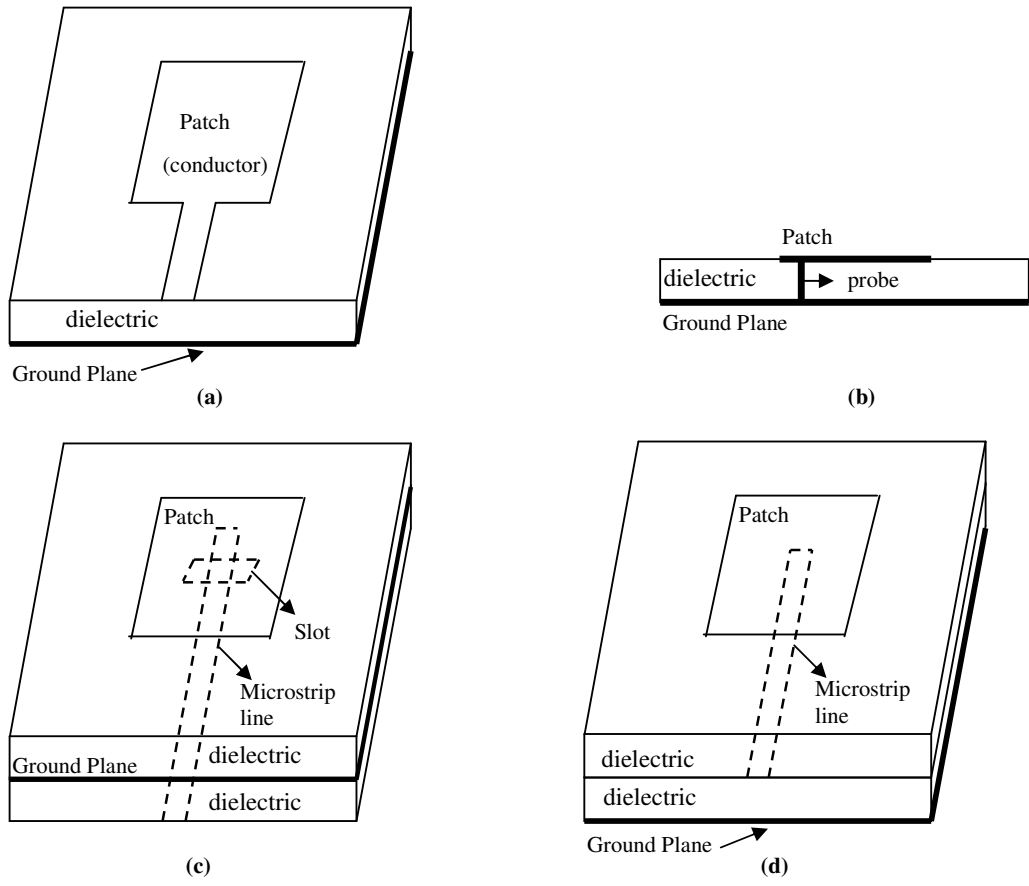 Patch
(conductor)
dielectric
Ground Plane
(a)
Patch
dielectric
probe
Ground Plane
(b)
Patch
Slot
Microstrip
line
dielectric
Ground Plane
dielectric
(c)
Patch
Microstrip
line
dielectric
dielectric
Ground Plane
(d)